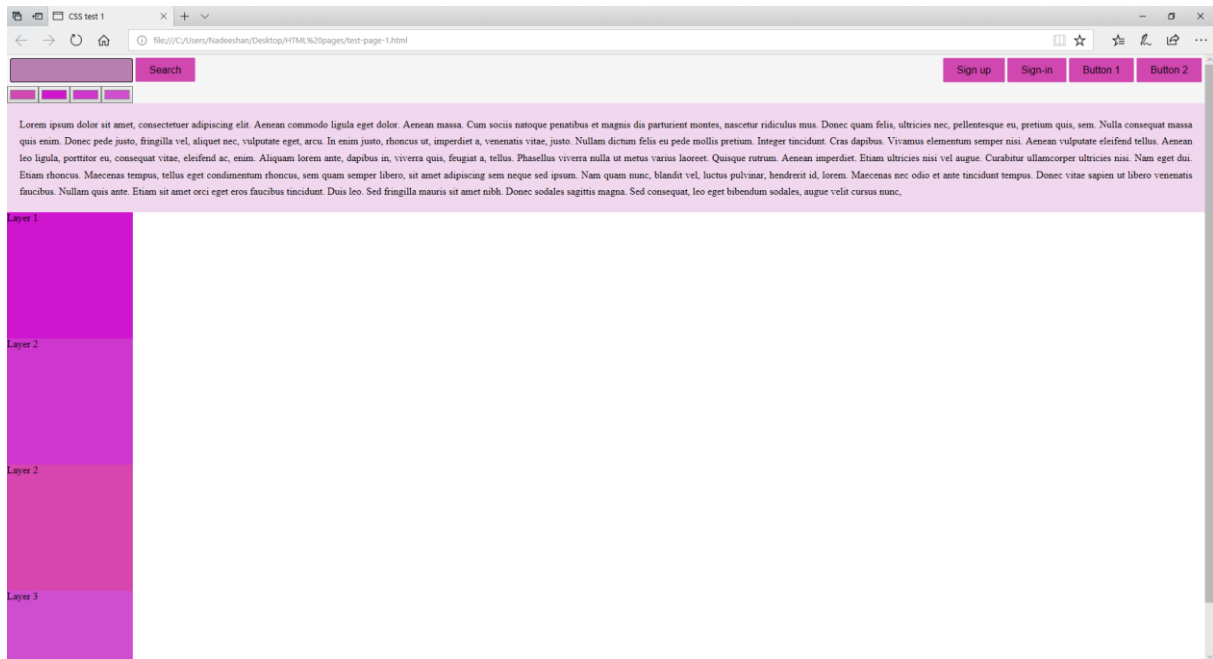 CSS test 1
file:///C:/Users/Nadeeshan/Desktop/HTML%20pages/test-page-1.html
Search
Sign up
Sign-in
Button 1
Button 2
Lorem ipsum dolor sit amet, consectetuer adipiscing elit. Aenean commodo ligula eget dolor. Aenean massa. Cum sociis natoque penatibus et magnis dis parturient montes, nascetur ridiculus mus. Donec quam felis, ultricies nec, pellentesque eu, pretium quis, sem. Nulla consequat massa
quis enim. Donec pede justo, fringilla vel, aliquet nec, vulputate eget, arcu. In enim justo, rhoncus ut, imperdiet a, venenatis vitae, justo. Nullam dictum felis eu pede mollis pretium. Integer tincidunt. Cras dapibus. Vivamus elementum semper nisi. Aenean vulputate eleifend tellus. Aenean
leo ligula, porttitor eu, consequat vitae, eleifend ac, enim. Aliquam lorem ante, dapibus in, viverra quis, feugiat a, tellus. Phasellus viverra nulla ut metus varius laoreet. Quisque rutrum. Aenean imperdiet. Etiam ultricies nisi vel augue. Curabitur ullamcorper ultricies nisi. Nam eget dui.
Etiam rhoncus. Maecenas tempus, tellus eget condimentum rhoncus, sem quam semper libero, sit amet adipiscing sem neque sed ipsum. Nam quam nunc, blandit vel, luctus pulvinar, hendrerit id, lorem. Maecenas nec odio et ante tincidunt tempus. Donec vitae sapien ut libero venenatis
faucibus. Nullam quis ante. Etiam sit amet orci eget eros faucibus tincidunt. Duis leo. Sed fringilla mauris sit amet nibh. Donec sodales sagittis magna. Sed consequat, leo eget bibendum sodales, augue velit cursus nunc,
Layer 1
Layer 2
Layer 2
Layer 3